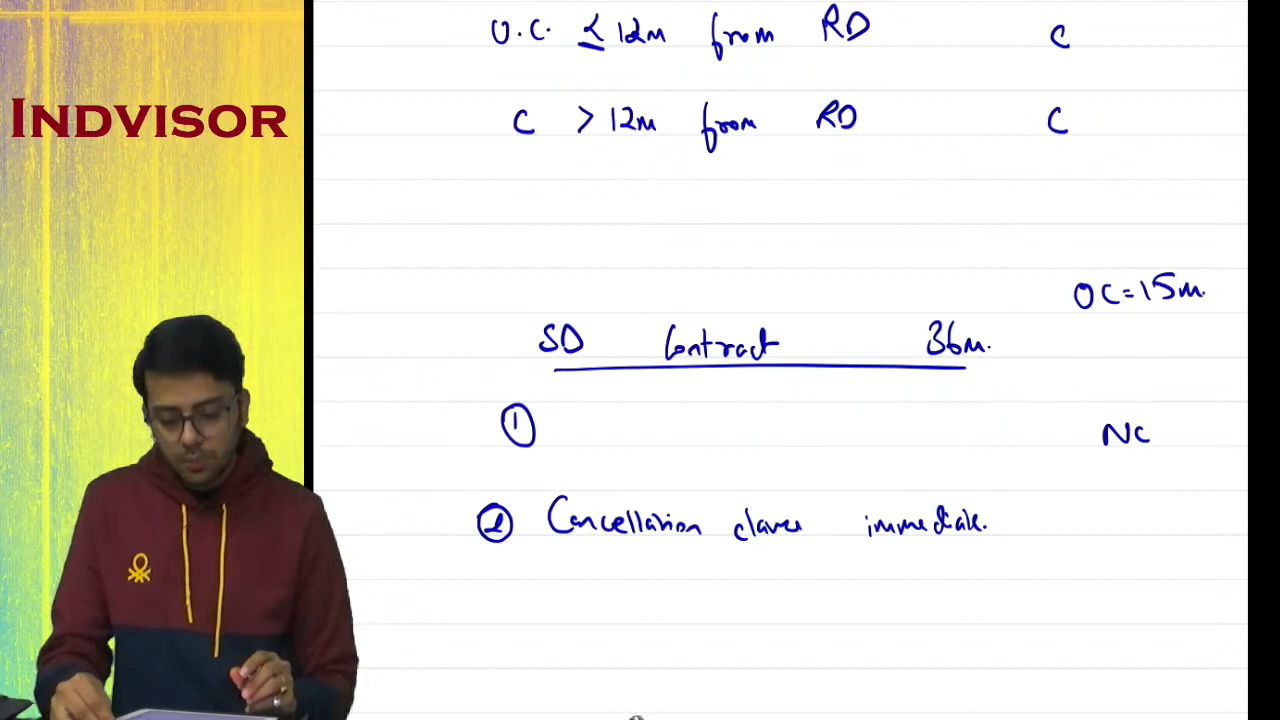 INDVISOR
O.C. ≤ 12m from RD C
C > 12m from RD C
OC = 15m.
SD Contract 36m.
① NC
② Cancellation clause immediate.